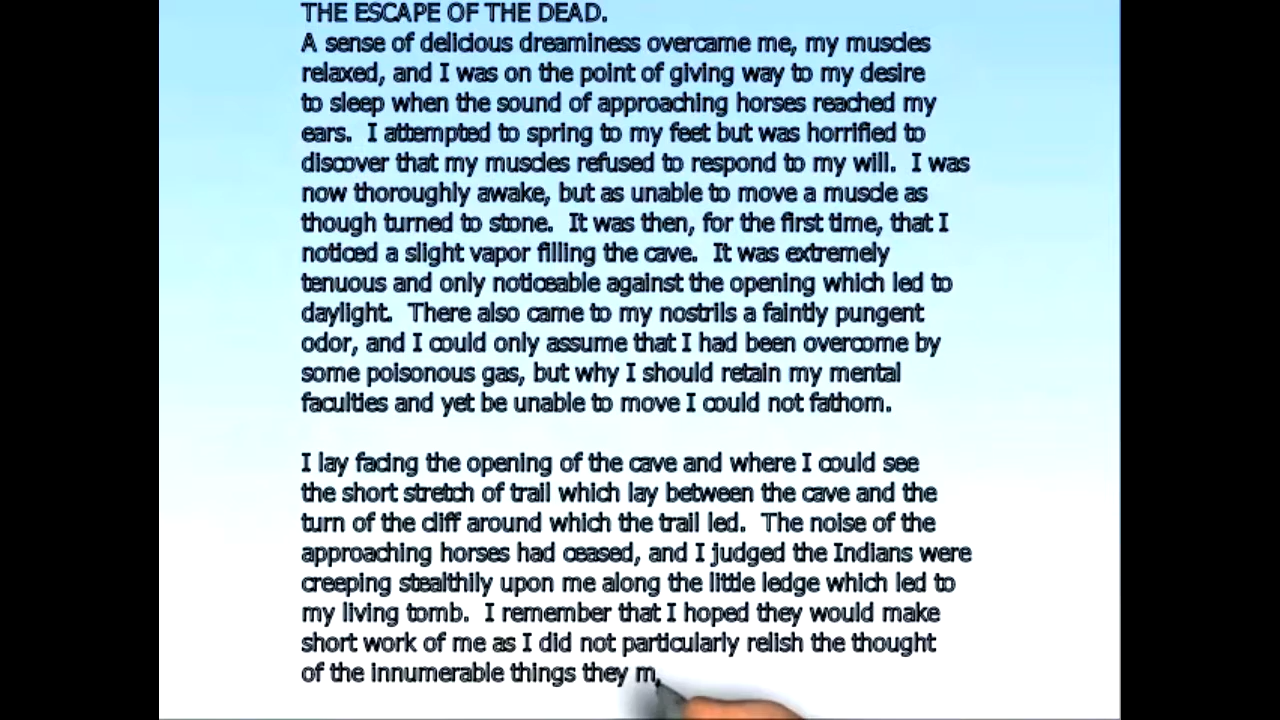 THE ESCAPE OF THE DEAD.
A sense of delicious dreaminess overcame me, my muscles
relaxed, and I was on the point of giving way to my desire
to sleep when the sound of approaching horses reached my
ears.  I attempted to spring to my feet but was horrified to
discover that my muscles refused to respond to my will.  I was
now thoroughly awake, but as unable to move a muscle as
though turned to stone.  It was then, for the first time, that I
noticed a slight vapor filling the cave.  It was extremely
tenuous and only noticeable against the opening which led to
daylight.  There also came to my nostrils a faintly pungent
odor, and I could only assume that I had been overcome by
some poisonous gas, but why I should retain my mental
faculties and yet be unable to move I could not fathom.

I lay facing the opening of the cave and where I could see
the short stretch of trail which lay between the cave and the
turn of the cliff around which the trail led.  The noise of the
approaching horses had ceased, and I judged the Indians were
creeping stealthily upon me along the little ledge which led to
my living tomb.  I remember that I hoped they would make
short work of me as I did not particularly relish the thought
of the innumerable things they m